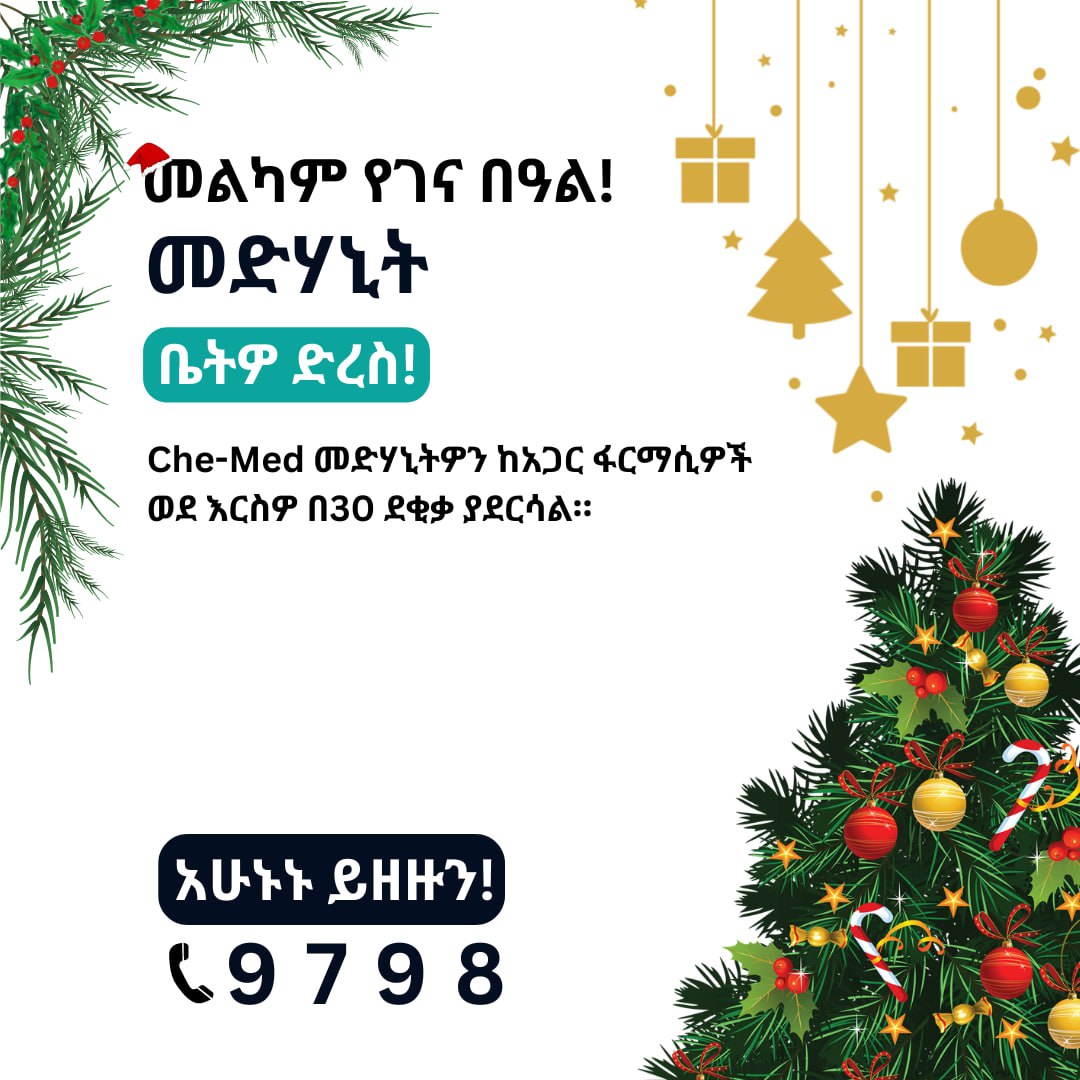 መልካም የገና በዓል!
መድሃኒት
ቤትዎ ድረስ!
Che-Med መድሃኒትዎን ከአጋር ፋርማሲዎች
ወደ እርስዎ በ30 ደቂቃ ያደርሳል።
አሁኑኑ ይዘዙን!
9798